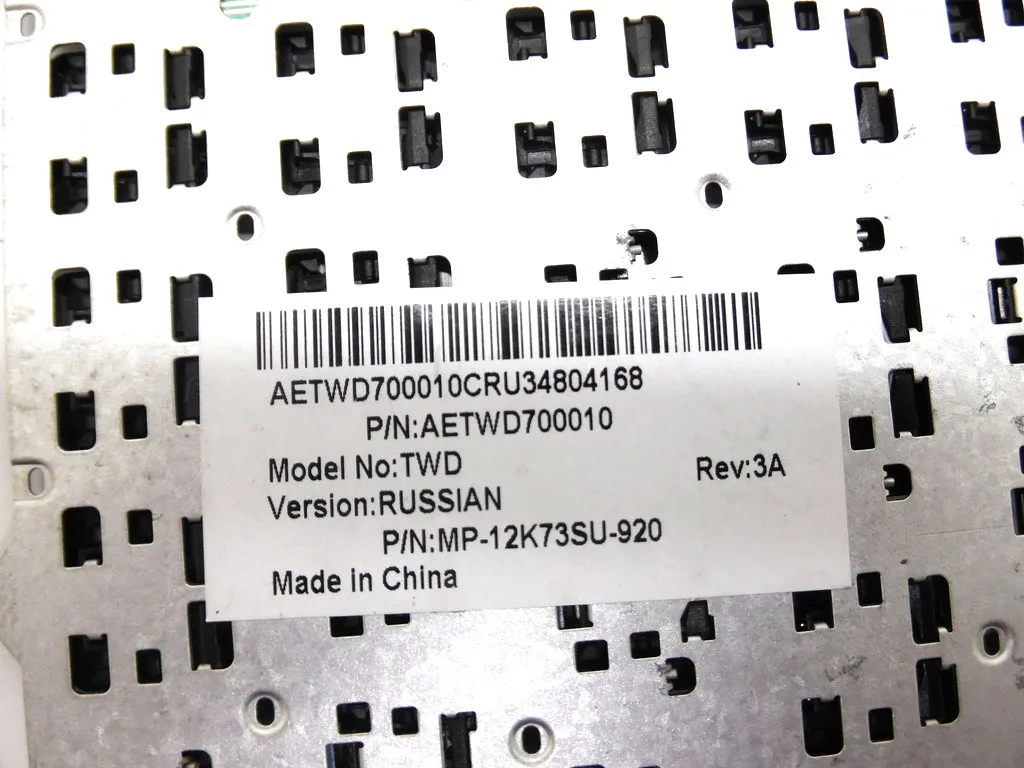 AETWD700010CRU34804168
P/N:AETWD700010
Model No:TWD Rev:3A
Version:RUSSIAN
P/N:MP-12K73SU-920
Made in China